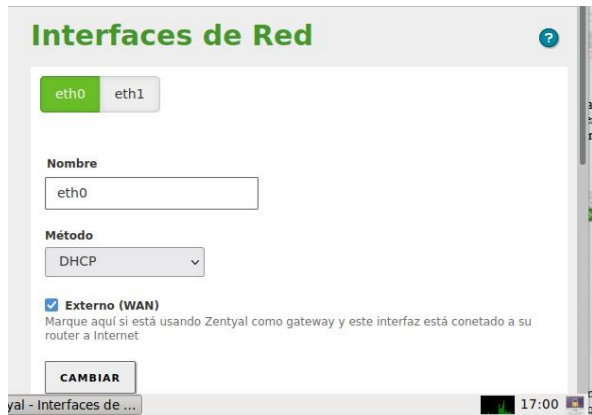 Interfaces de Red
?
eth0 eth1
Nombre
eth0
Método
DHCP
Externo (WAN)
Marque aquí si está usando Zentyal como gateway y este interfaz está conetado a su
router a Internet
CAMBIAR
yal - Interfaces de ...
17:00